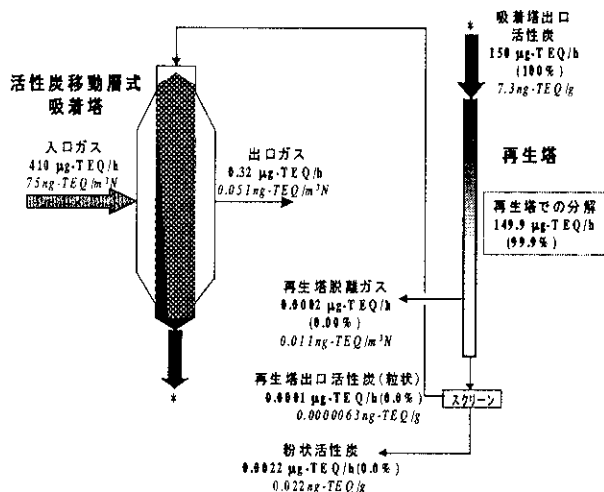 活性炭移動層式
吸着塔
入口ガス
410 μg-TEQ/h
75ng-TEQ/m³N
出口ガス
0.32 μg-TEQ/h
0.051ng-TEQ/m³N
*
*
吸着塔出口
活性炭
150 μg-TEQ/h
(100%)
7.3ng-TEQ/g
再生塔
再生塔での分解
149.9 μg-TEQ/h
(99.9%)
再生塔脱離ガス
0.0002 μg-TEQ/h
(0.00%)
0.011ng-TEQ/m³N
再生塔出口活性炭(粒状)
0.0001 μg-TEQ/h(0.0%)
0.0000063ng-TEQ/g
スクリーン
粉状活性炭
0.0022 μg-TEQ/h(0.0%)
0.022ng-TEQ/g